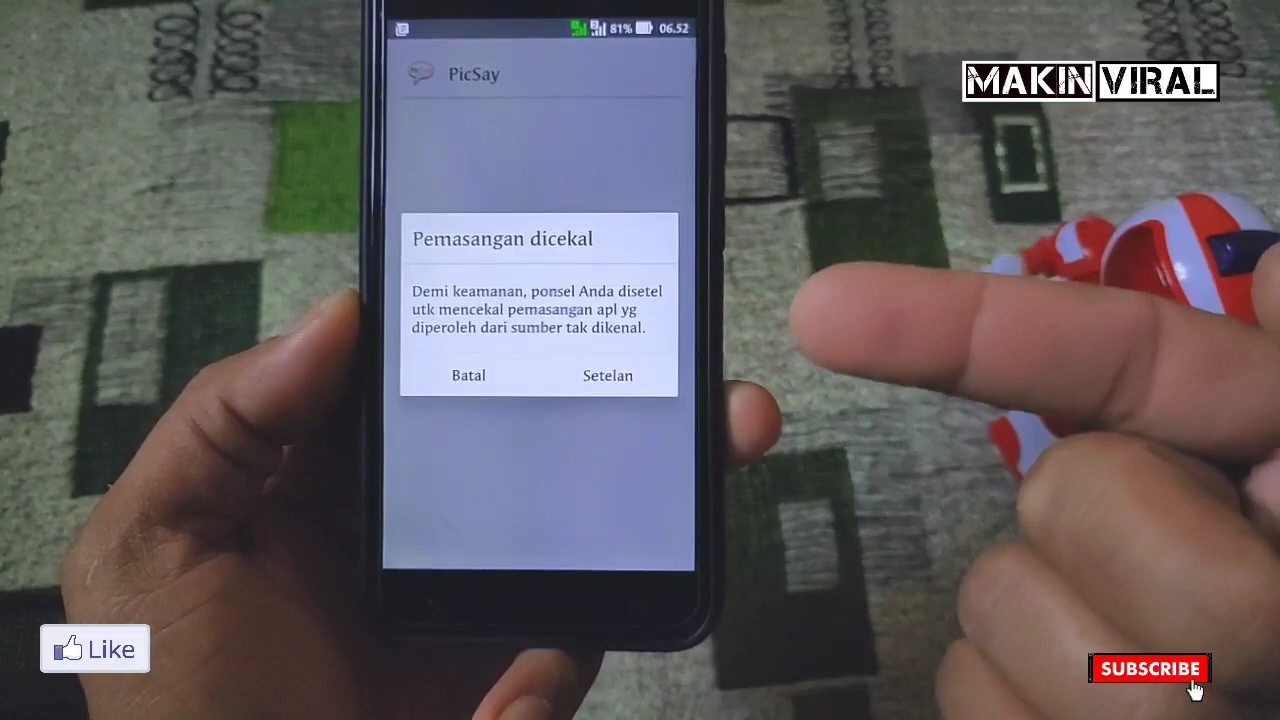 81% 06.52
PicSay
MAKIN VIRAL
Pemasangan dicekal
Demi keamanan, ponsel Anda disetel
utk mencekal pemasangan apl yg
diperoleh dari sumber tak dikenal.
Batal Setelan
Like
SUBSCRIBE